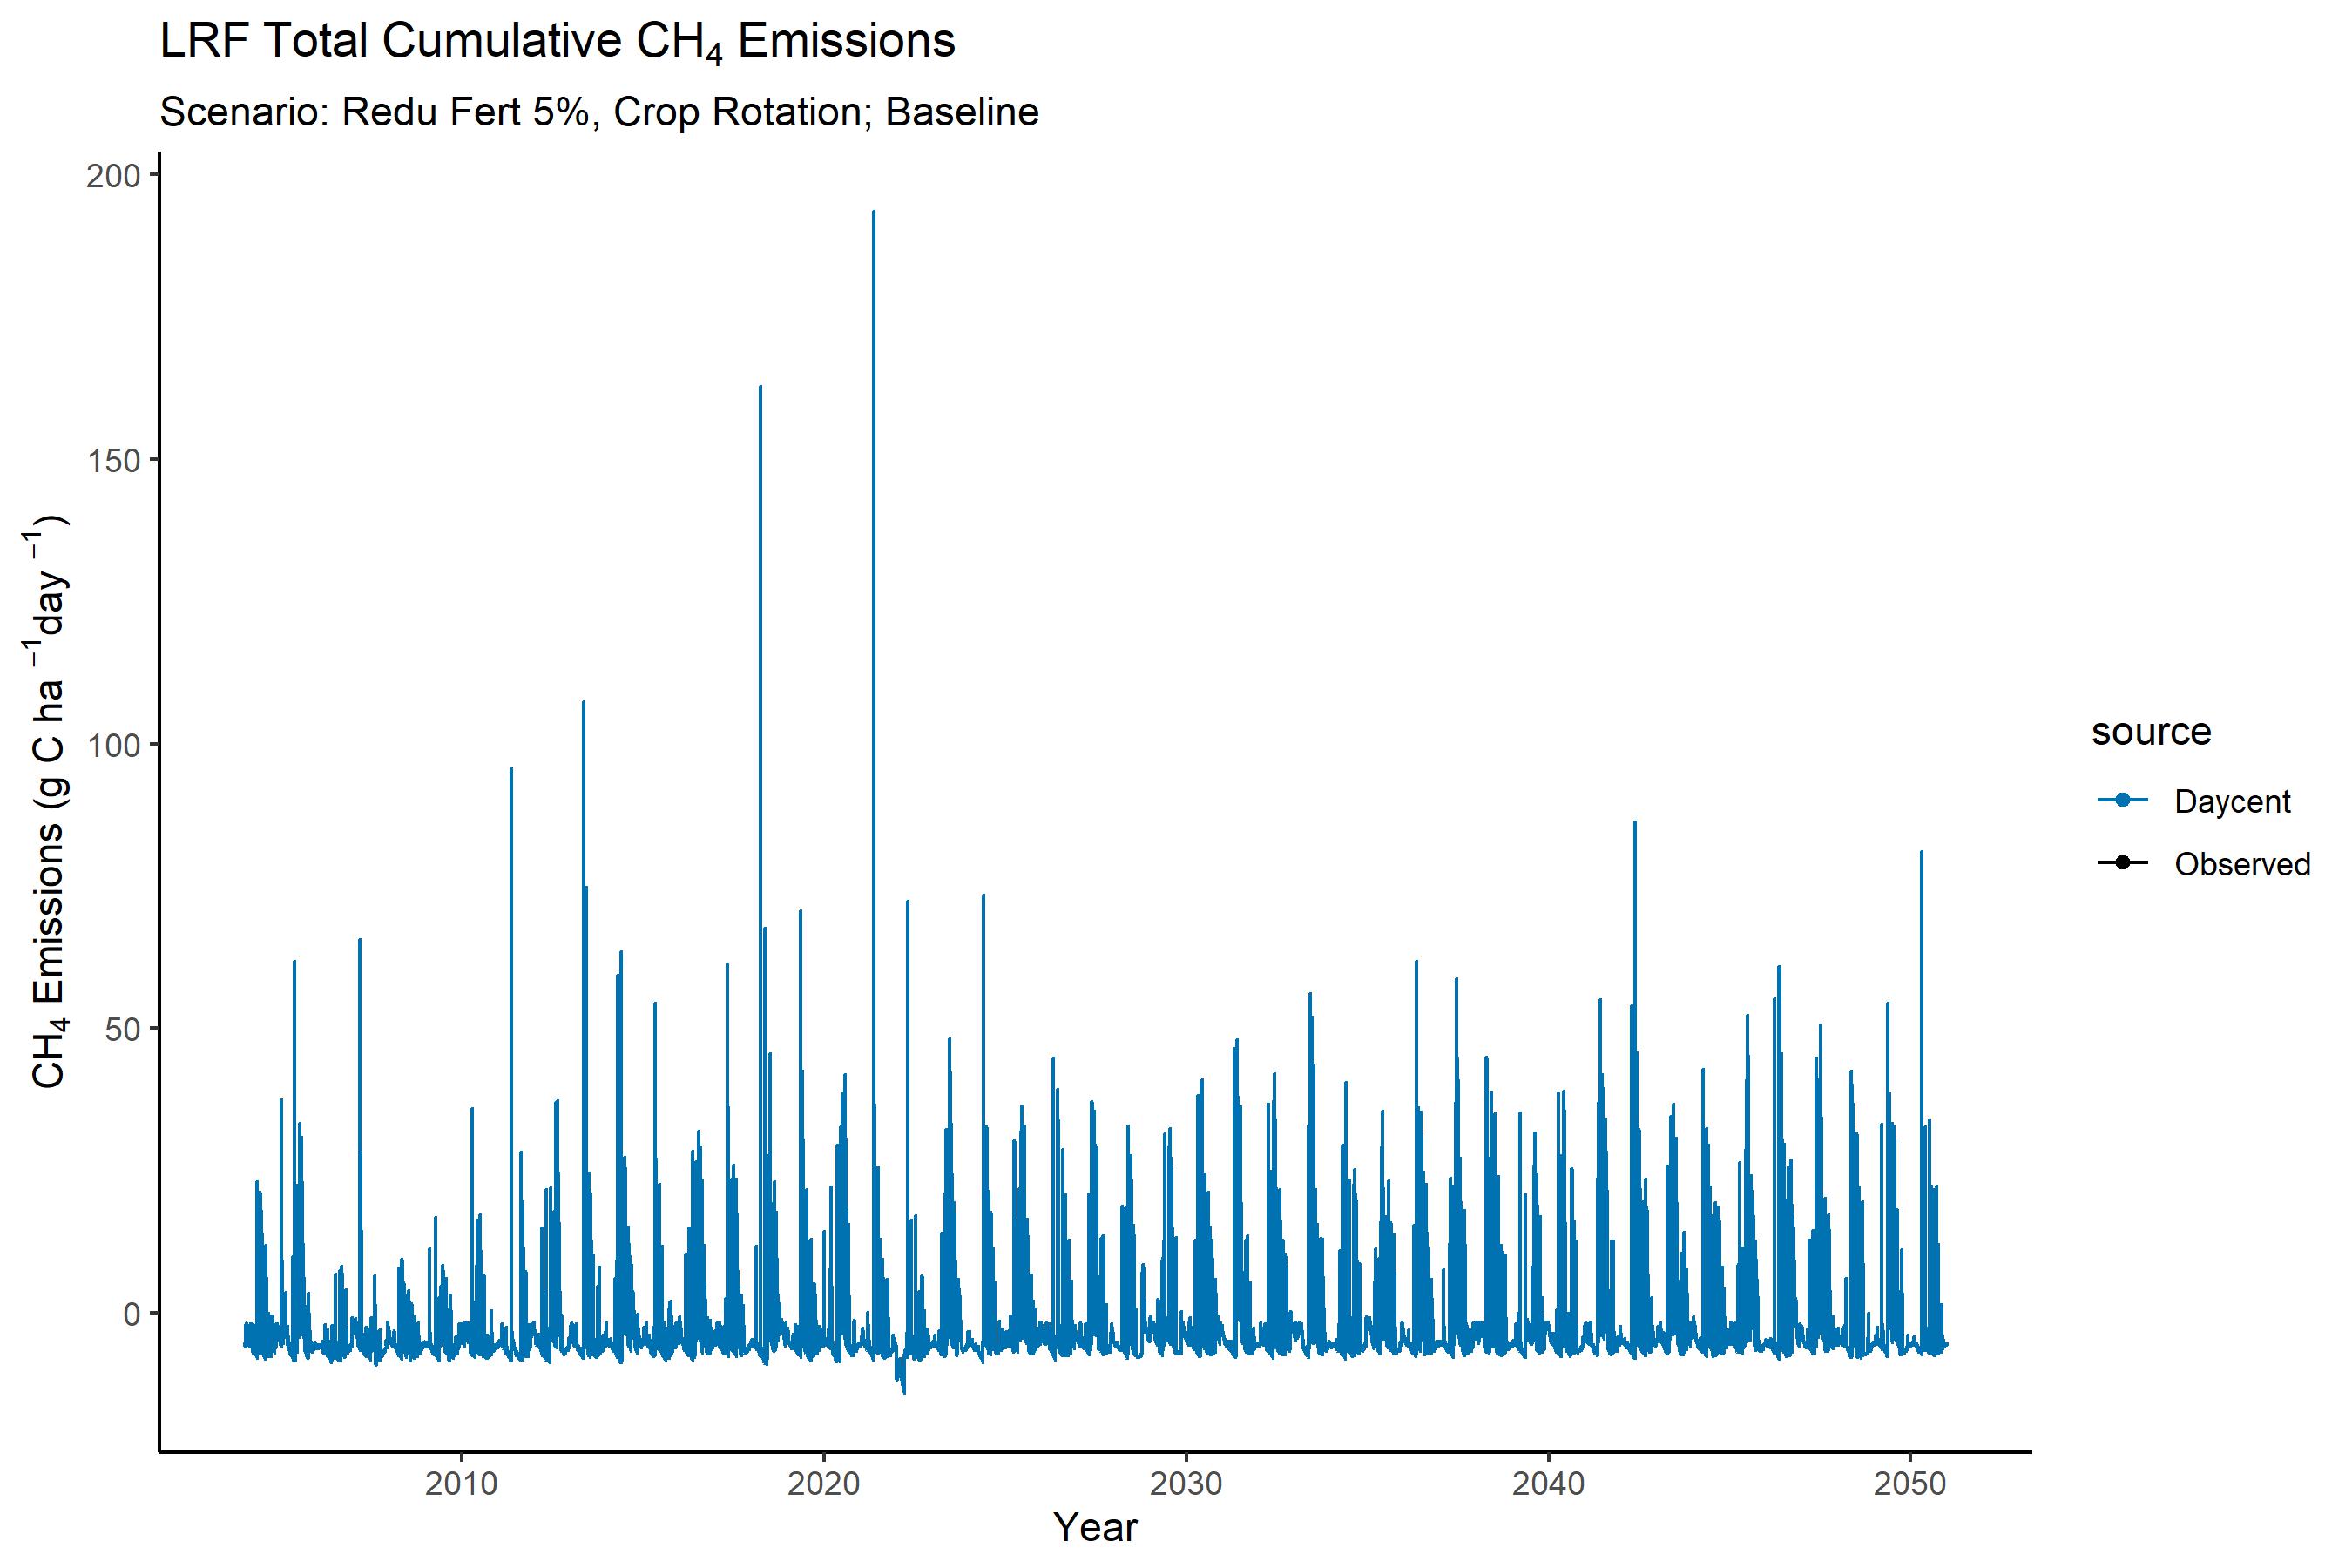 LRF Total Cumulative CH₄ Emissions
Scenario: Redu Fert 5%, Crop Rotation; Baseline
CH₄ Emissions (g C ha ⁻¹day ⁻¹)
200
150
100
50
0
2010 2020 2030 2040 2050
Year
source
Daycent
Observed